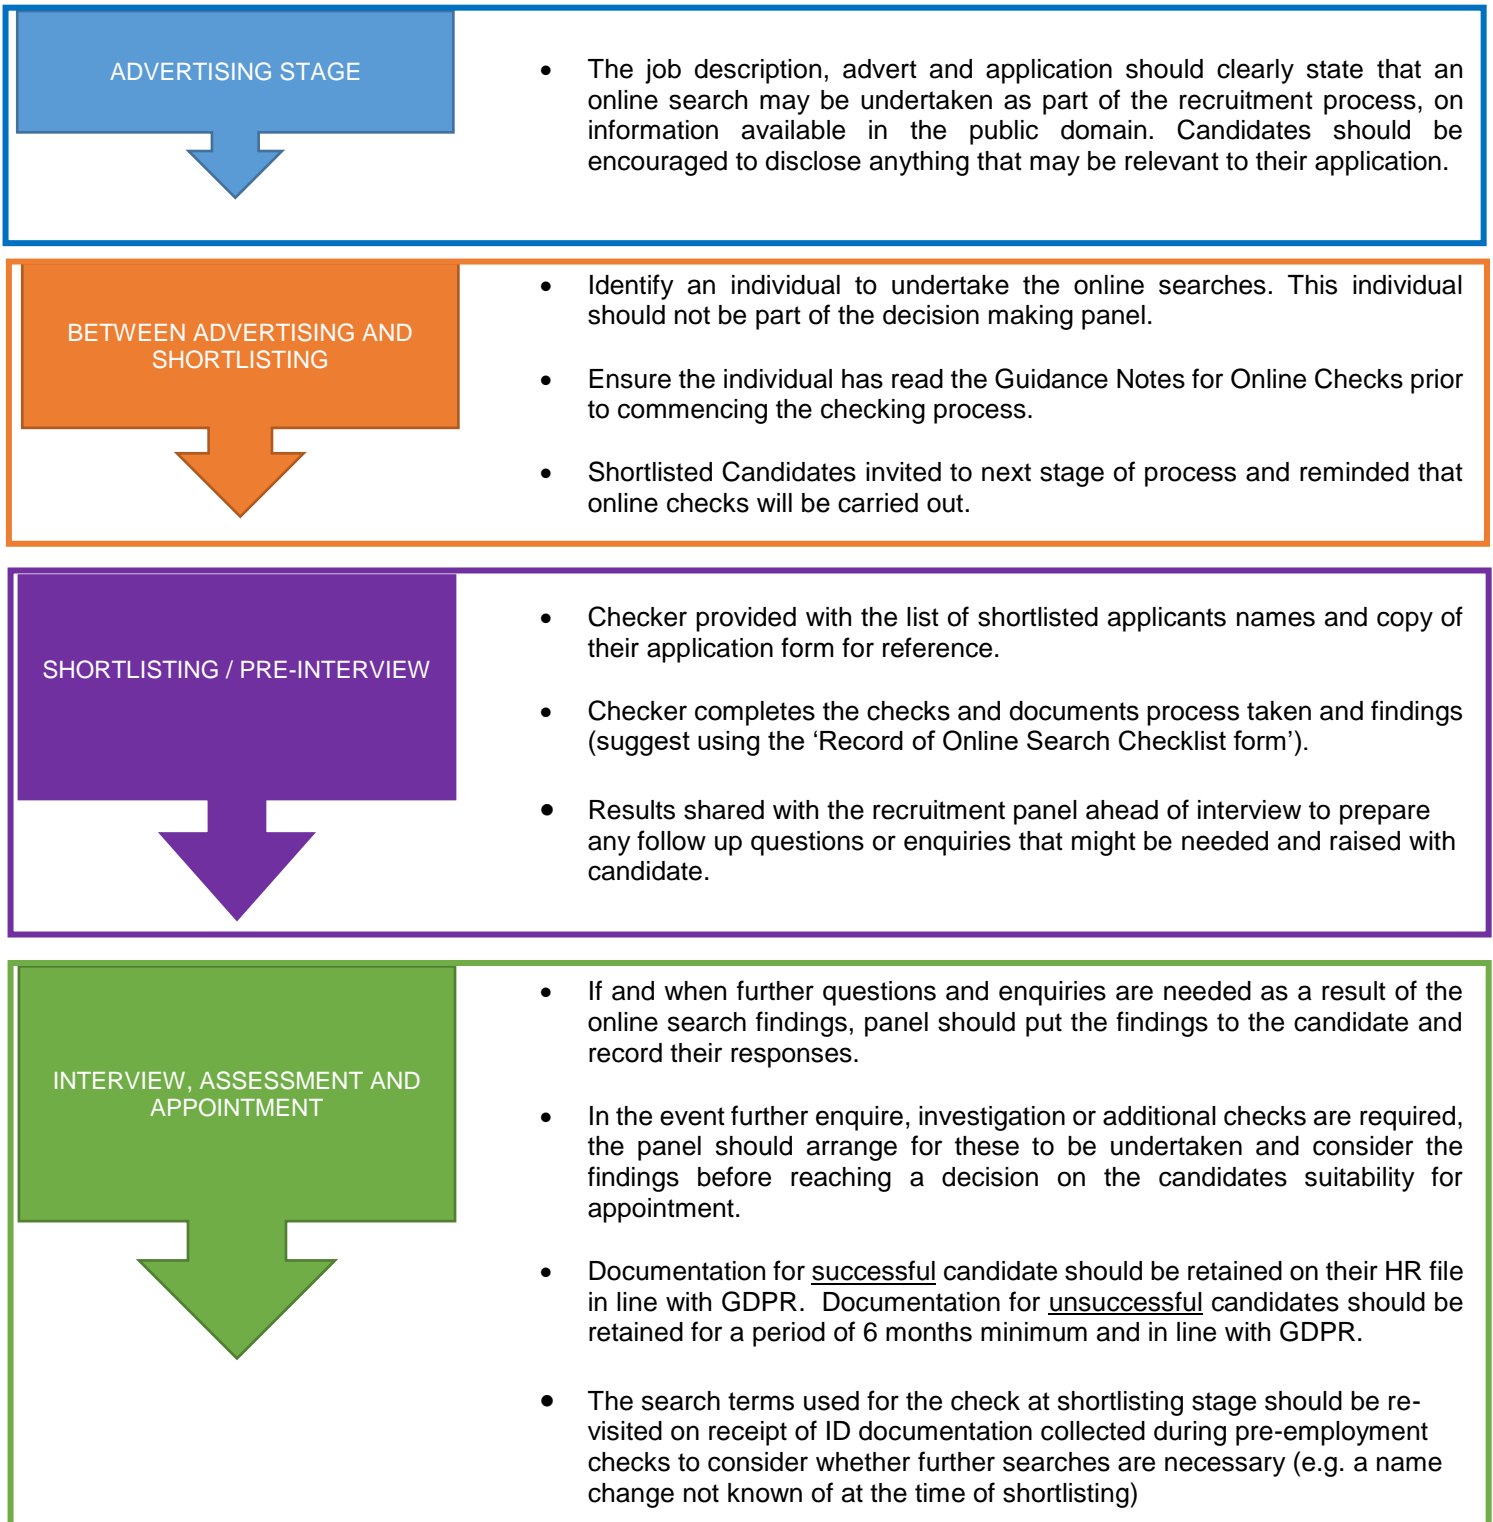 ADVERTISING STAGE
• The job description, advert and application should clearly state that an
online search may be undertaken as part of the recruitment process, on
information available in the public domain. Candidates should be
encouraged to disclose anything that may be relevant to their application.
BETWEEN ADVERTISING AND
SHORTLISTING
• Identify an individual to undertake the online searches. This individual
should not be part of the decision making panel.
• Ensure the individual has read the Guidance Notes for Online Checks prior
to commencing the checking process.
• Shortlisted Candidates invited to next stage of process and reminded that
online checks will be carried out.
SHORTLISTING / PRE-INTERVIEW
• Checker provided with the list of shortlisted applicants names and copy of
their application form for reference.
• Checker completes the checks and documents process taken and findings
(suggest using the ‘Record of Online Search Checklist form’).
• Results shared with the recruitment panel ahead of interview to prepare
any follow up questions or enquiries that might be needed and raised with
candidate.
INTERVIEW, ASSESSMENT AND
APPOINTMENT
• If and when further questions and enquiries are needed as a result of the
online search findings, panel should put the findings to the candidate and
record their responses.
• In the event further enquire, investigation or additional checks are required,
the panel should arrange for these to be undertaken and consider the
findings before reaching a decision on the candidates suitability for
appointment.
• Documentation for successful candidate should be retained on their HR file
in line with GDPR. Documentation for unsuccessful candidates should be
retained for a period of 6 months minimum and in line with GDPR.
• The search terms used for the check at shortlisting stage should be re-
visited on receipt of ID documentation collected during pre-employment
checks to consider whether further searches are necessary (e.g. a name
change not known of at the time of shortlisting)